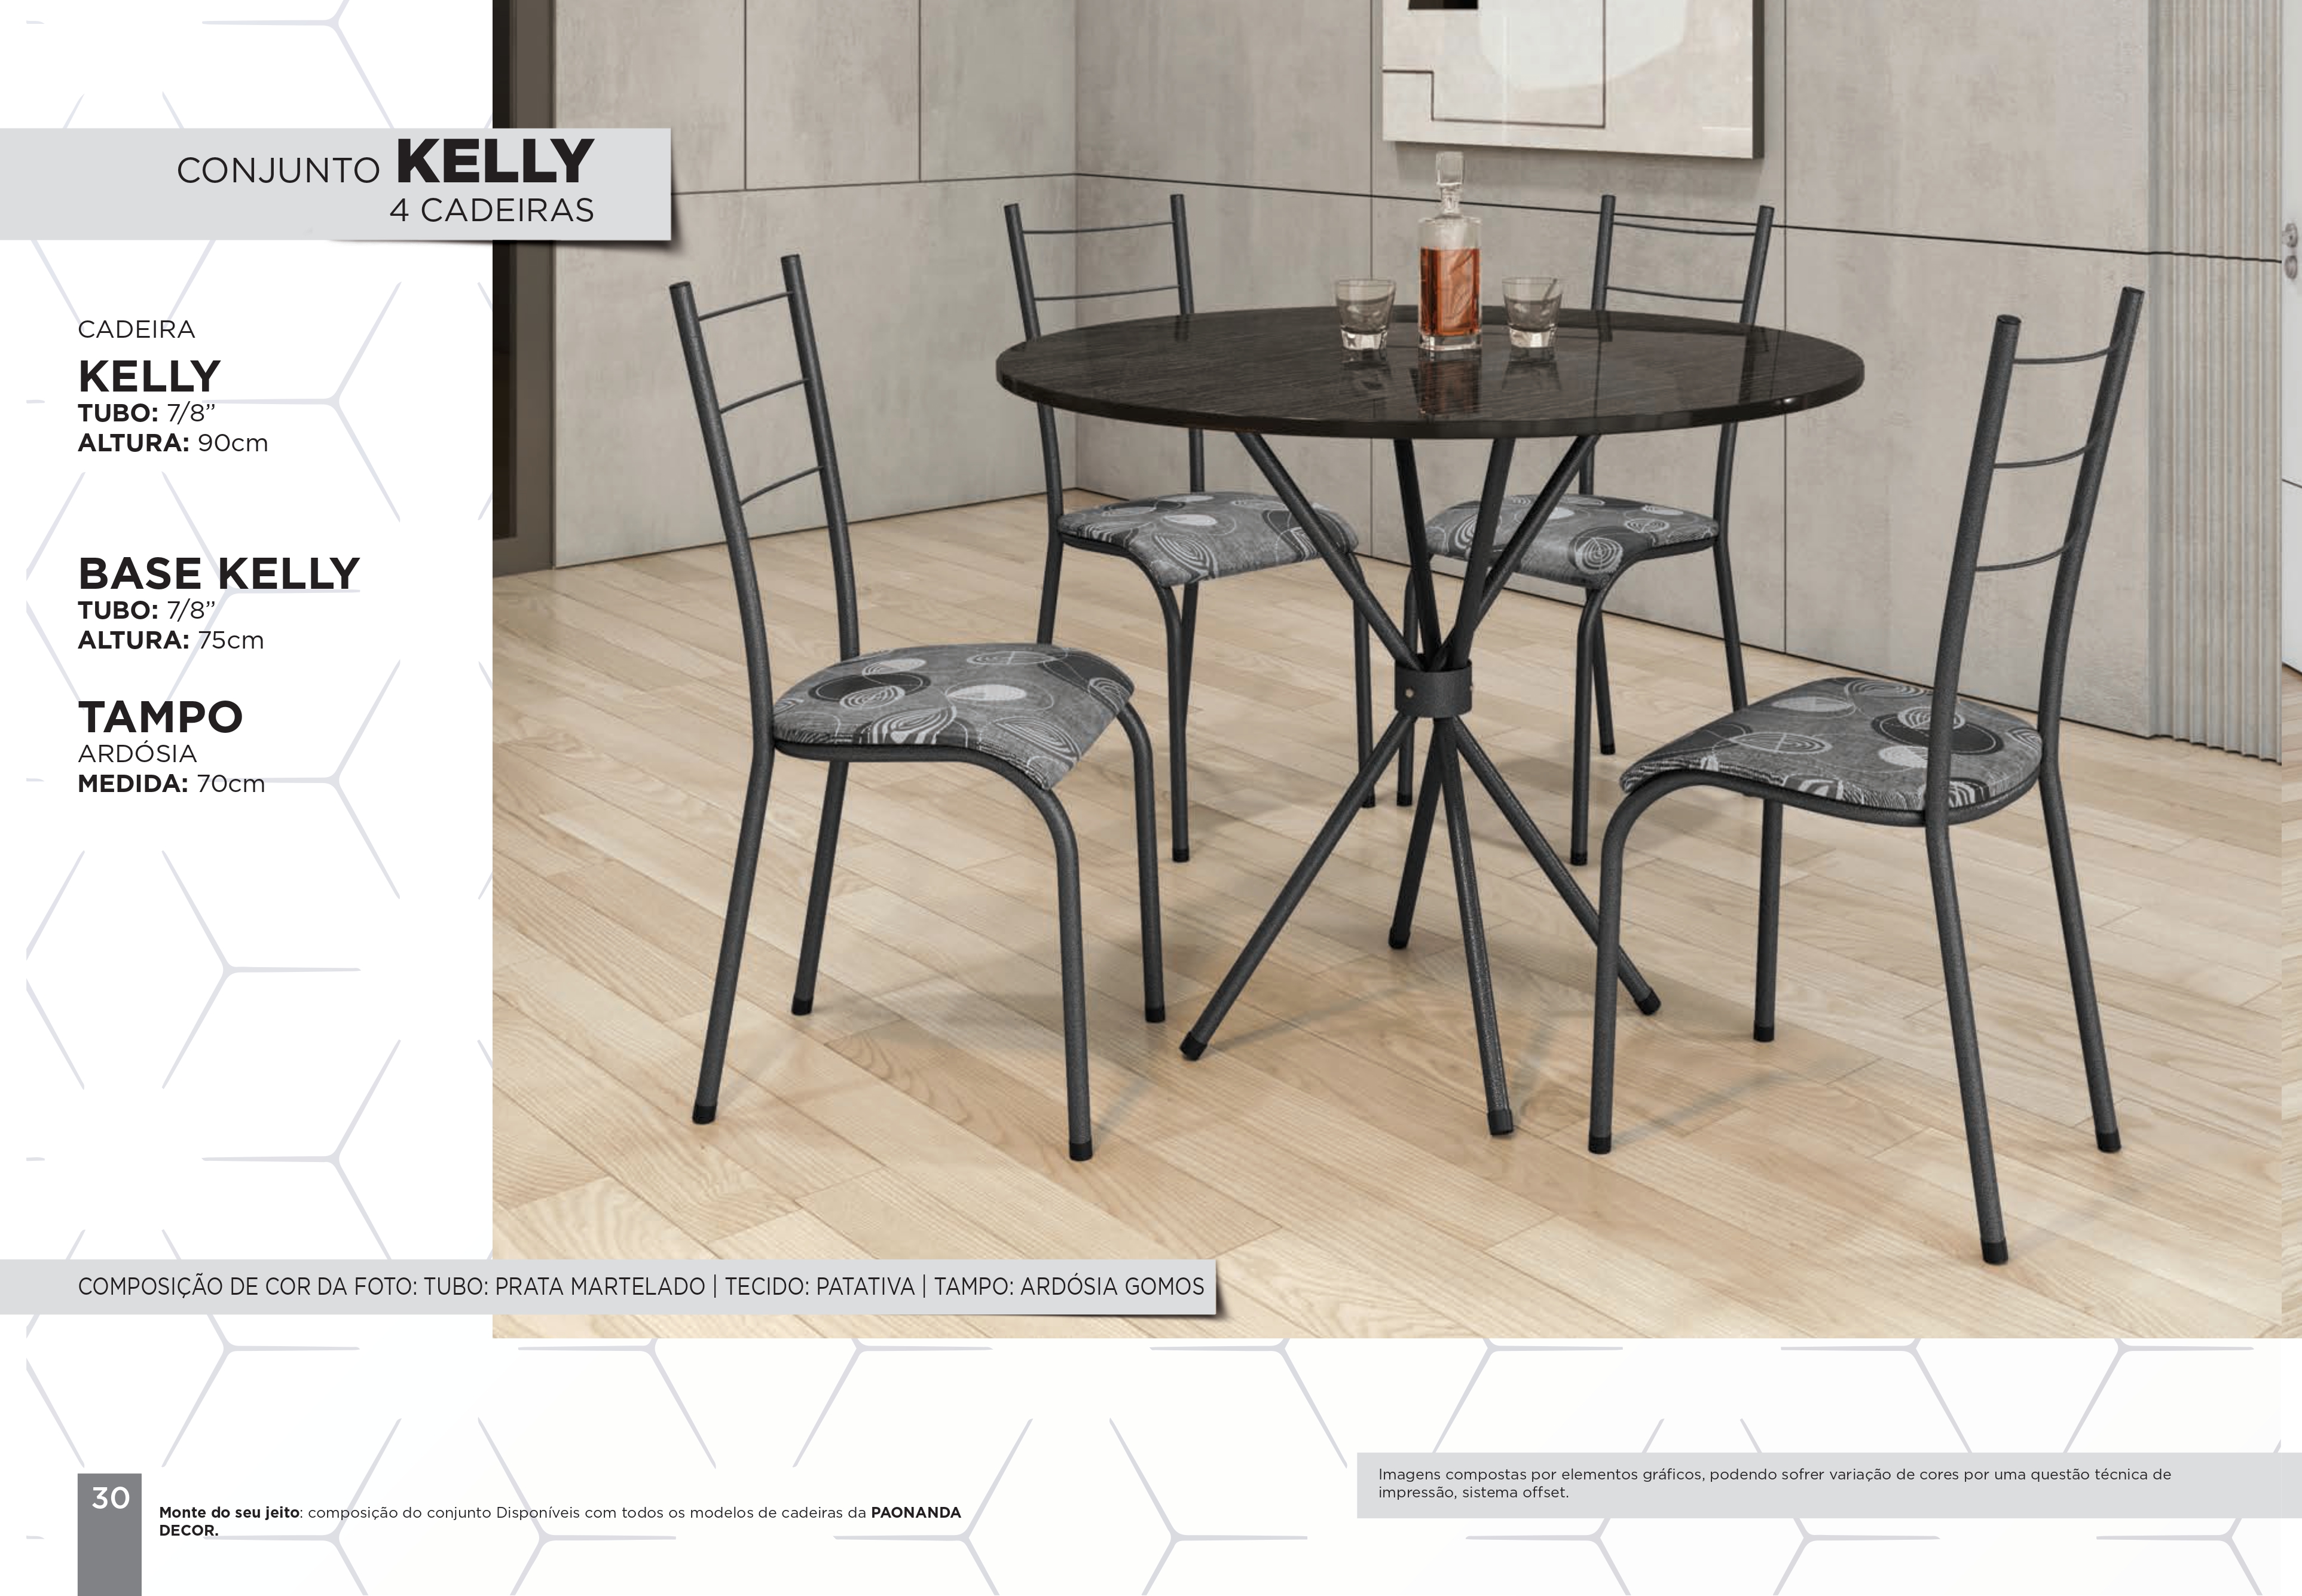 CONJUNTO KELLY
4 CADEIRAS
CADEIRA
KELLY
TUBO: 7/8”
ALTURA: 90cm
BASE KELLY
TUBO: 7/8”
ALTURA: 75cm
TAMPO
ARDÓSIA
MEDIDA: 70cm
COMPOSIÇÃO DE COR DA FOTO: TUBO: PRATA MARTELADO | TECIDO: PATATIVA | TAMPO: ARDÓSIA GOMOS
30
Monte do seu jeito: composição do conjunto Disponíveis com todos os modelos de cadeiras da PAONANDA
DECOR.
Imagens compostas por elementos gráficos, podendo sofrer variação de cores por uma questão técnica de
impressão, sistema offset.